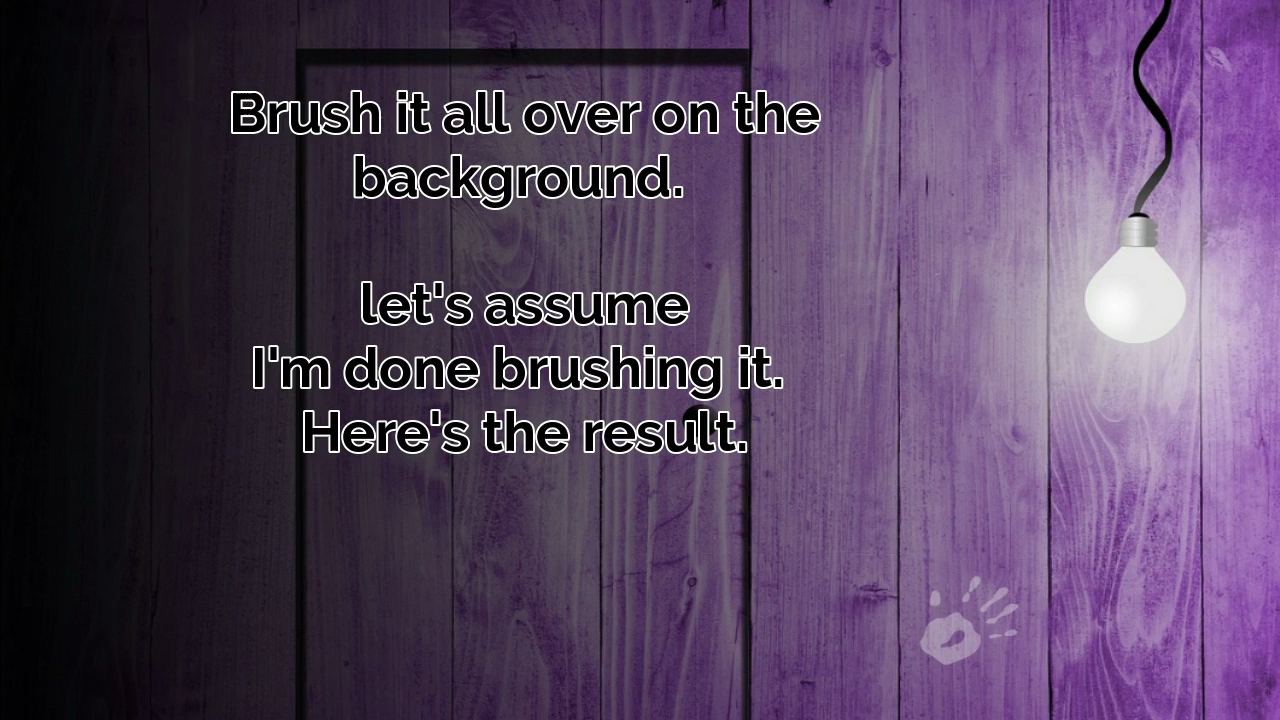 Brush it all over on the
background.
let's assume
I'm done brushing it.
Here's the result.